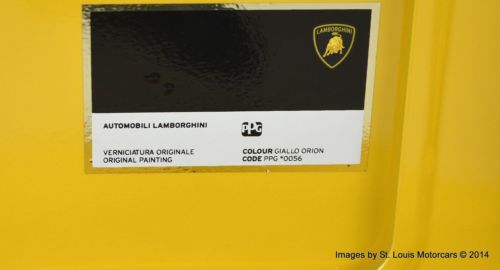 LAMBORGHINI
AUTOMOBILI LAMBORGHINI
PPG
VERNICIATURA ORIGINALE
ORIGINAL PAINTING
COLOUR GIALLO ORION
CODE PPG *0056
Images by St. Louis Motorcars © 2014